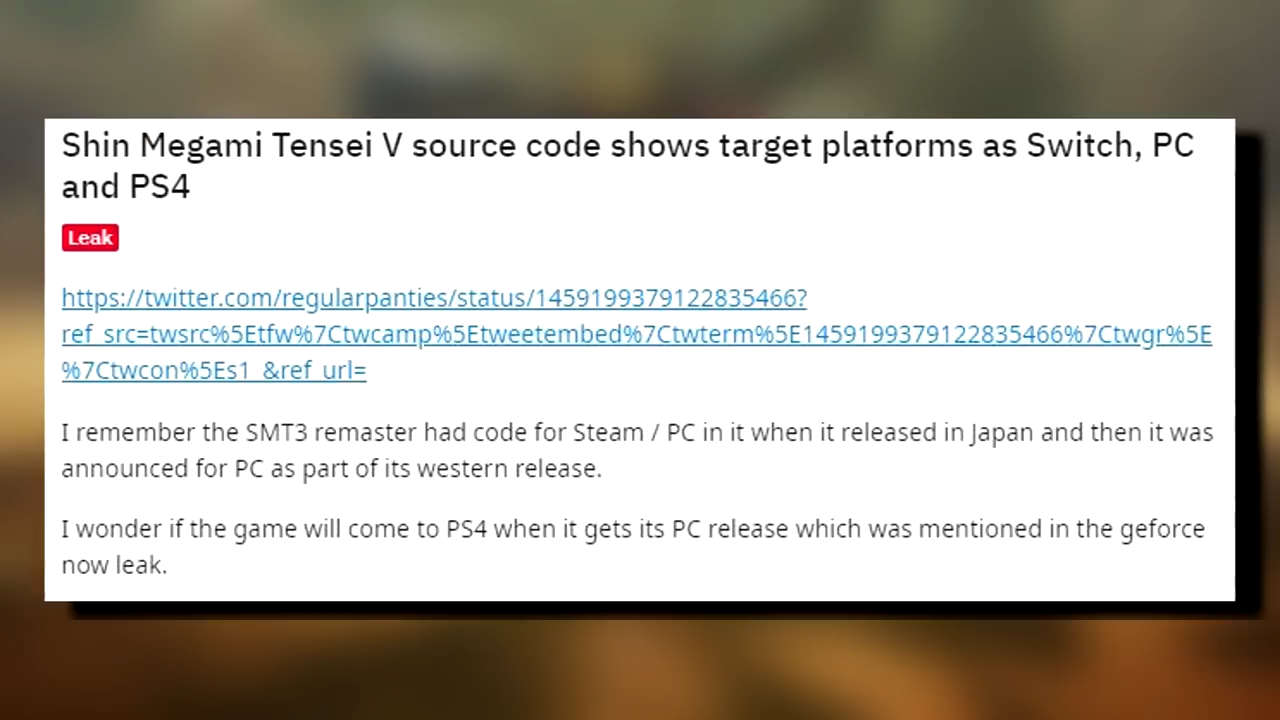 Shin Megami Tensei V source code shows target platforms as Switch, PC
and PS4
Leak
https://twitter.com/regularpanties/status/1459199379122835466?
ref_src=twsrc%5Etfw%7Ctwcamp%5Etweetembed%7Ctwterm%5E1459199379122835466%7Ctwgr%5E
%7Ctwcon%5Es1_&ref_url=
I remember the SMT3 remaster had code for Steam / PC in it when it released in Japan and then it was
announced for PC as part of its western release.
I wonder if the game will come to PS4 when it gets its PC release which was mentioned in the geforce
now leak.